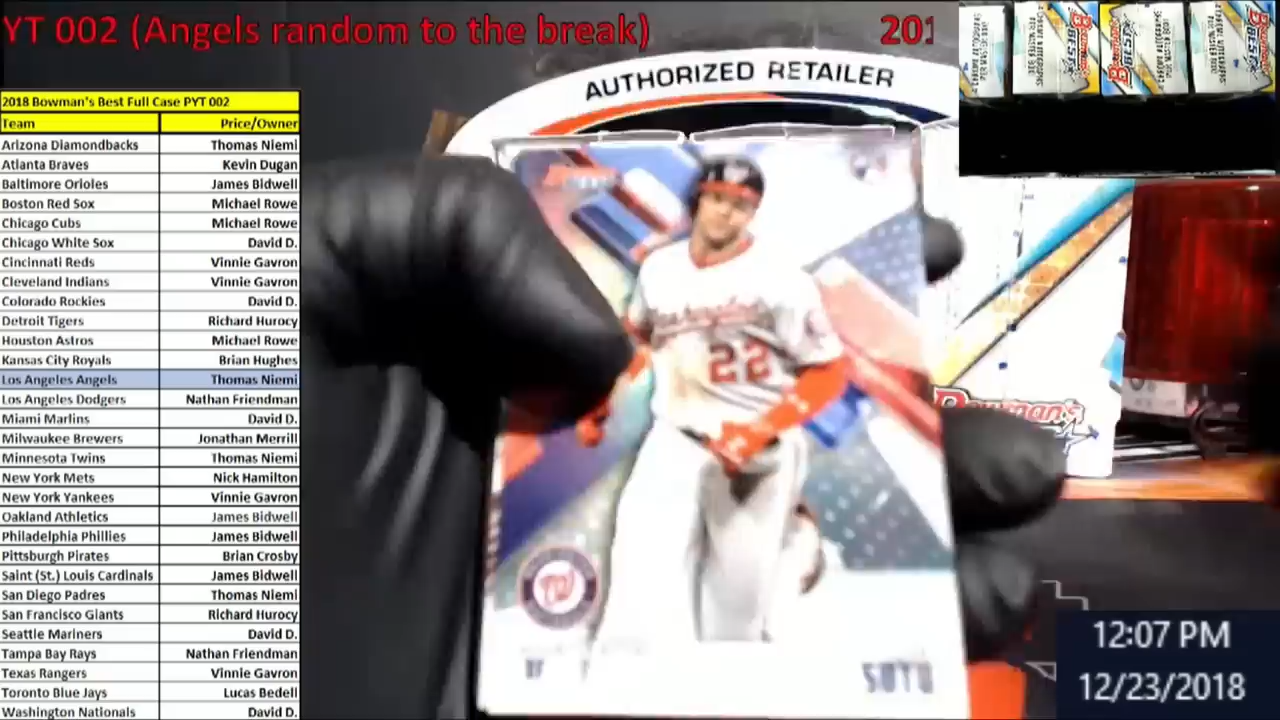 YT 002 (Angels random to the break)
201
2018 Bowman's Best Full Case PYT 002
Team Price/Owner
Arizona Diamondbacks Thomas Niemi
Atlanta Braves Kevin Dugan
Baltimore Orioles James Bidwell
Boston Red Sox Michael Rowe
Chicago Cubs Michael Rowe
Chicago White Sox David D.
Cincinnati Reds Vinnie Gavron
Cleveland Indians Vinnie Gavron
Colorado Rockies David D.
Detroit Tigers Richard Hurocy
Houston Astros Michael Rowe
Kansas City Royals Brian Hughes
Los Angeles Angels Thomas Niemi
Los Angeles Dodgers Nathan Friendman
Miami Marlins David D.
Milwaukee Brewers Jonathan Merrill
Minnesota Twins Thomas Niemi
New York Mets Nick Hamilton
New York Yankees Vinnie Gavron
Oakland Athletics James Bidwell
Philadelphia Phillies James Bidwell
Pittsburgh Pirates Brian Crosby
Saint (St.) Louis Cardinals James Bidwell
San Diego Padres Thomas Niemi
San Francisco Giants Richard Hurocy
Seattle Mariners David D.
Tampa Bay Rays Nathan Friendman
Texas Rangers Vinnie Gavron
Toronto Blue Jays Lucas Bedell
Washington Nationals David D.
AUTHORIZED RETAILER
22
W
SOTO
Bowman's
12:07 PM
12/23/2018